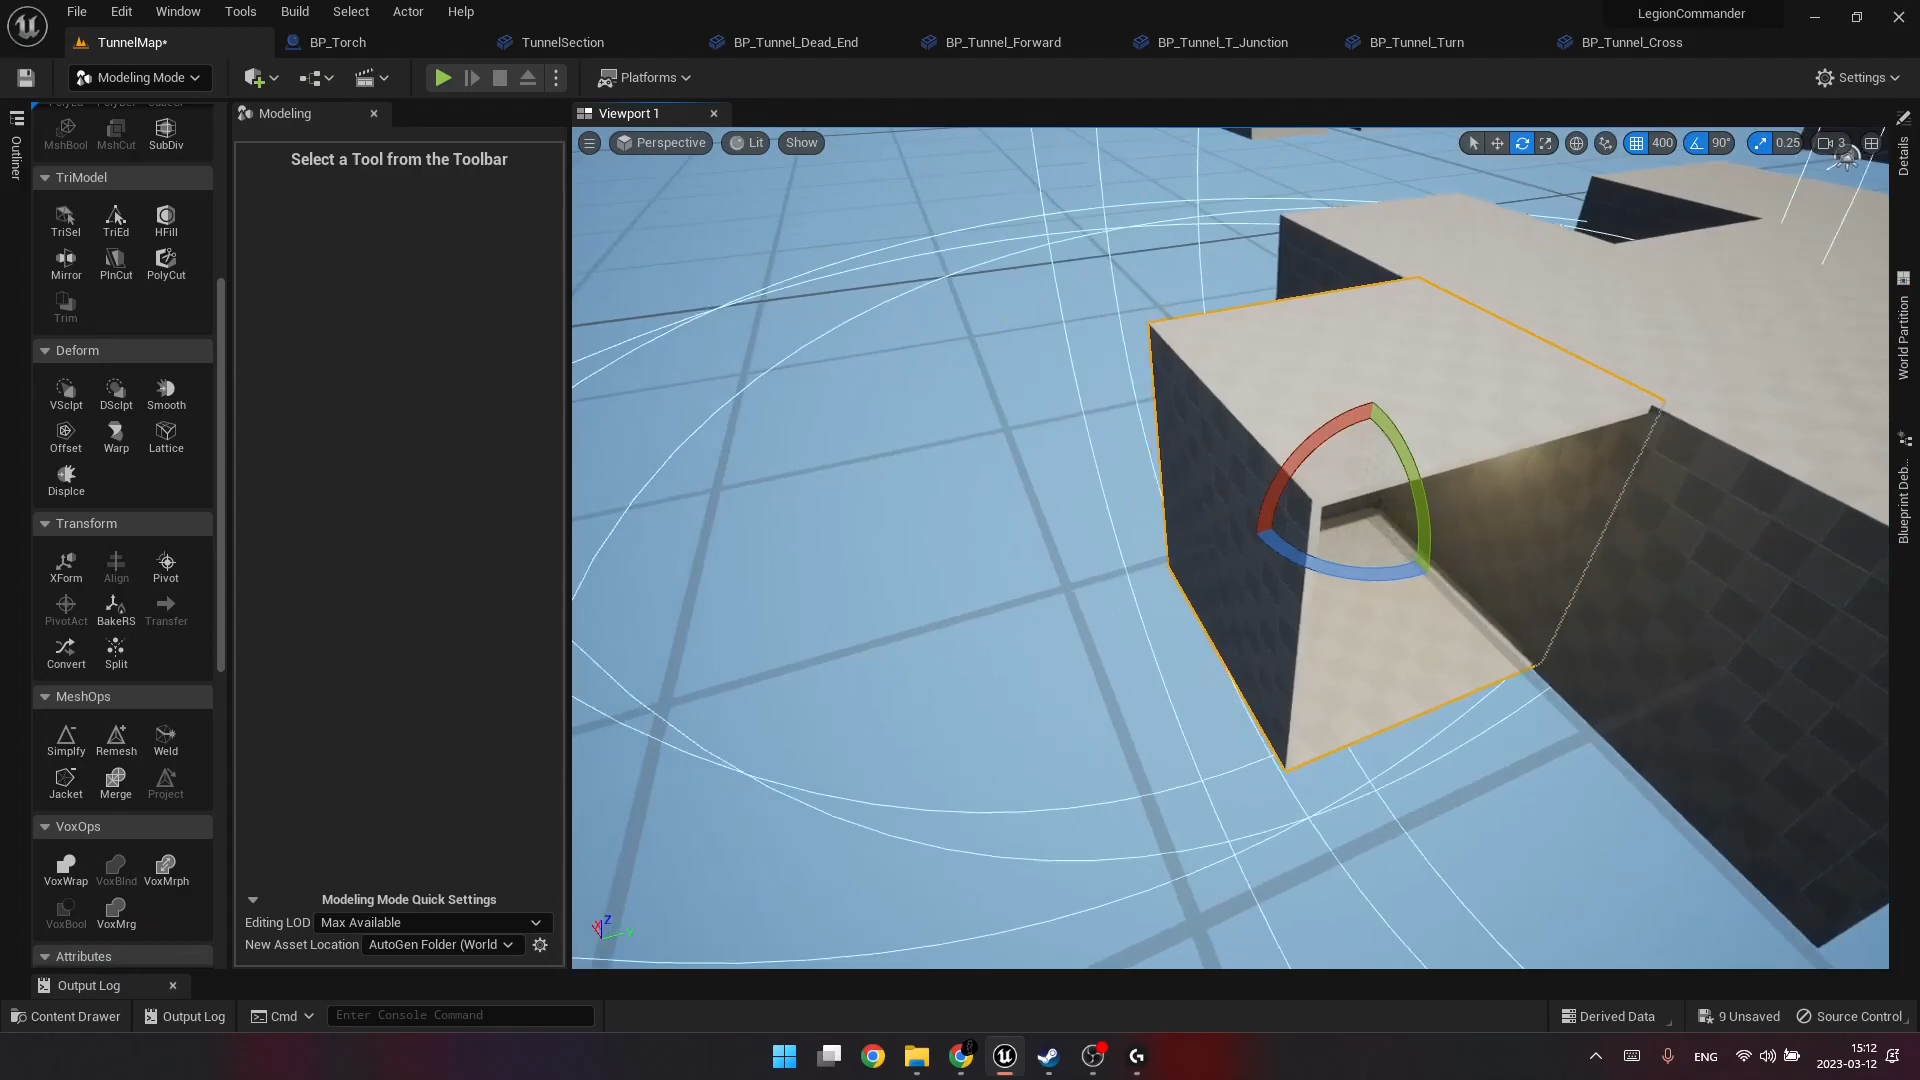 File Edit Window Tools Build Select Actor Help
LegionCommander
TunnelMap*
BP_Torch
TunnelSection
BP_Tunnel_Dead_End
BP_Tunnel_Forward
BP_Tunnel_T_Junction
BP_Tunnel_Turn
BP_Tunnel_Cross
Modeling Mode
Platforms
Settings
Outliner
Modeling
Viewport 1
Select a Tool from the Toolbar
Perspective
Lit
Show
400
90°
0.25
3
Details
World Partition
Blueprint Deb...
MshBool MshCut SubDiv
TriModel
TriSel TriEd HFill
Mirror PlnCut PolyCut
Trim
Deform
VSclpt DSclpt Smooth
Offset Warp Lattice
Displce
Transform
XForm Align Pivot
PivotAct BakeRS Transfer
Convert Split
MeshOps
Simplfy Remesh Weld
Jacket Merge Project
VoxOps
VoxWrap VoxBlnd VoxMrph
VoxBool VoxMrg
Attributes
Modeling Mode Quick Settings
Editing LOD Max Available
New Asset Location AutoGen Folder (World
Z
X
Y
Output Log
Content Drawer
Output Log
Cmd
Enter Console Command
Derived Data
9 Unsaved
Source Control
ENG
15:12
2023-03-12